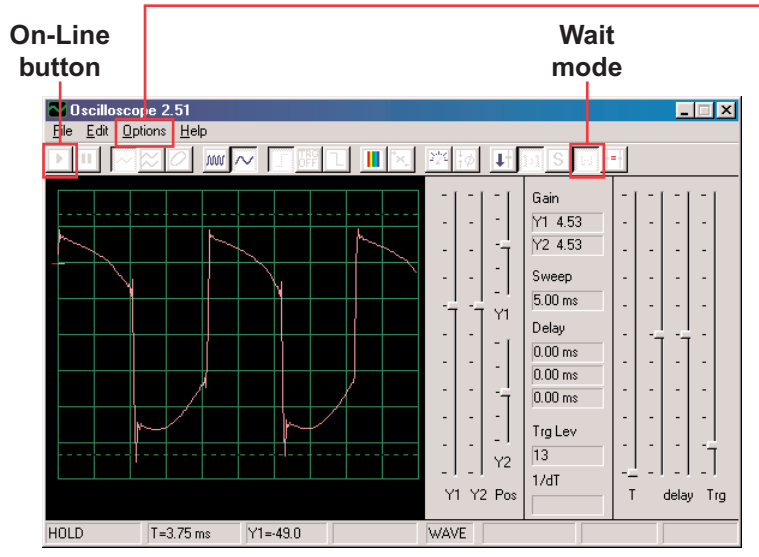 On-Line
button
Wait
mode
Oscilloscope 2.51
File Edit Options Help
TRG
OFF
S
Gain
Y1 4.53
Y2 4.53
Sweep
5.00 ms
Delay
0.00 ms
0.00 ms
0.00 ms
Trg Lev
13
1/dT
Y1
Y2
Y1 Y2 Pos
T delay Trg
HOLD T=3.75 ms Y1=-49.0 WAVE